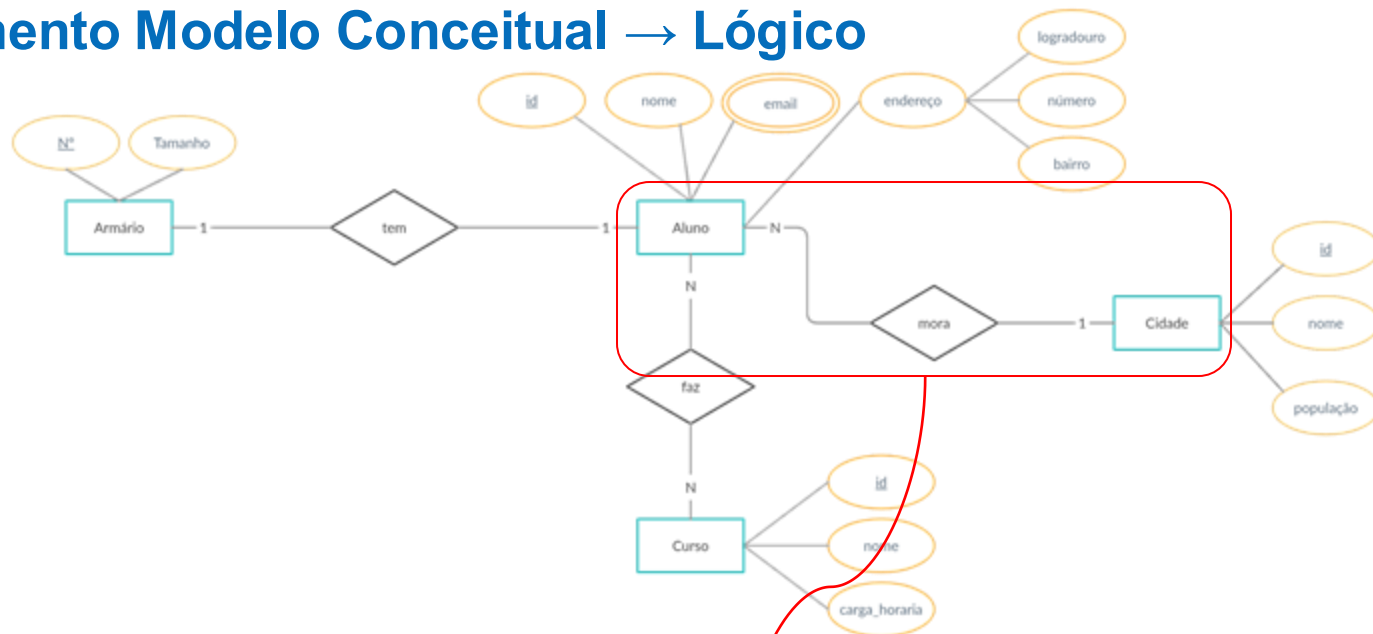 mento Modelo Conceitual → Lógico
logradouro
id
nome
email
endereço
número
Nº
Tamanho
bairro
Armário
1
tem
1
Aluno
N
id
N
mora
1
Cidade
nome
faz
população
N
id
Curso
nome
carga_horaria